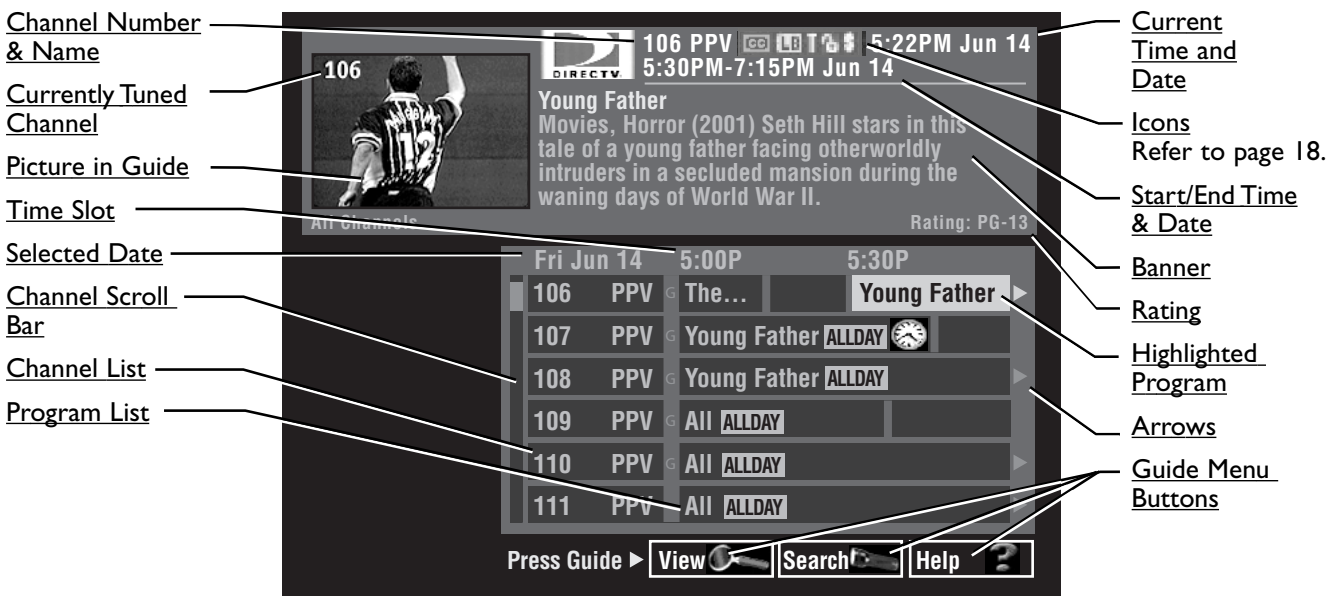 Channel Number
& Name
Currently Tuned
Channel
Picture in Guide
Time Slot
Selected Date
Channel Scroll
Bar
Channel List
Program List
106
DIRECTV.
106 PPV CC LB T $ 5:22PM Jun 14
5:30PM-7:15PM Jun 14
Young Father
Movies, Horror (2001) Seth Hill stars in this
tale of a young father facing otherworldly
intruders in a secluded mansion during the
waning days of World War II.
All Channels
Rating: PG-13
Fri Jun 14 5:00P 5:30P
106 PPV G The... Young Father
107 PPV G Young Father ALLDAY
108 PPV G Young Father ALLDAY
109 PPV G All ALLDAY
110 PPV G All ALLDAY
111 PPV All ALLDAY
Press Guide View Search Help ?
Current
Time and
Date
Icons
Refer to page 18.
Start/End Time
& Date
Banner
Rating
Highlighted
Program
Arrows
Guide Menu
Buttons
12